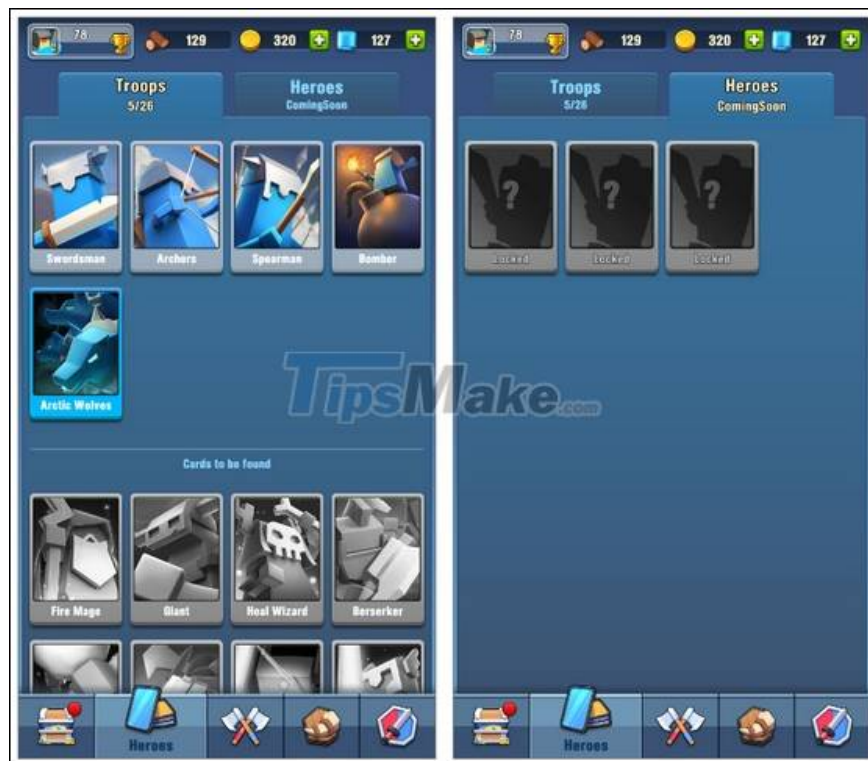 78
129
320
127
Troops
5/26
Heroes
ComingSoon
Swordsman
Archers
Spearman
Bomber
Arctic Wolves
Cards to be found
Fire Mage
Giant
Heal Wizard
Berserker
Heroes
78
129
320
127
Troops
5/26
Heroes
ComingSoon
?
?
?
Locked
Locked
Locked
Heroes
TipsMake.com